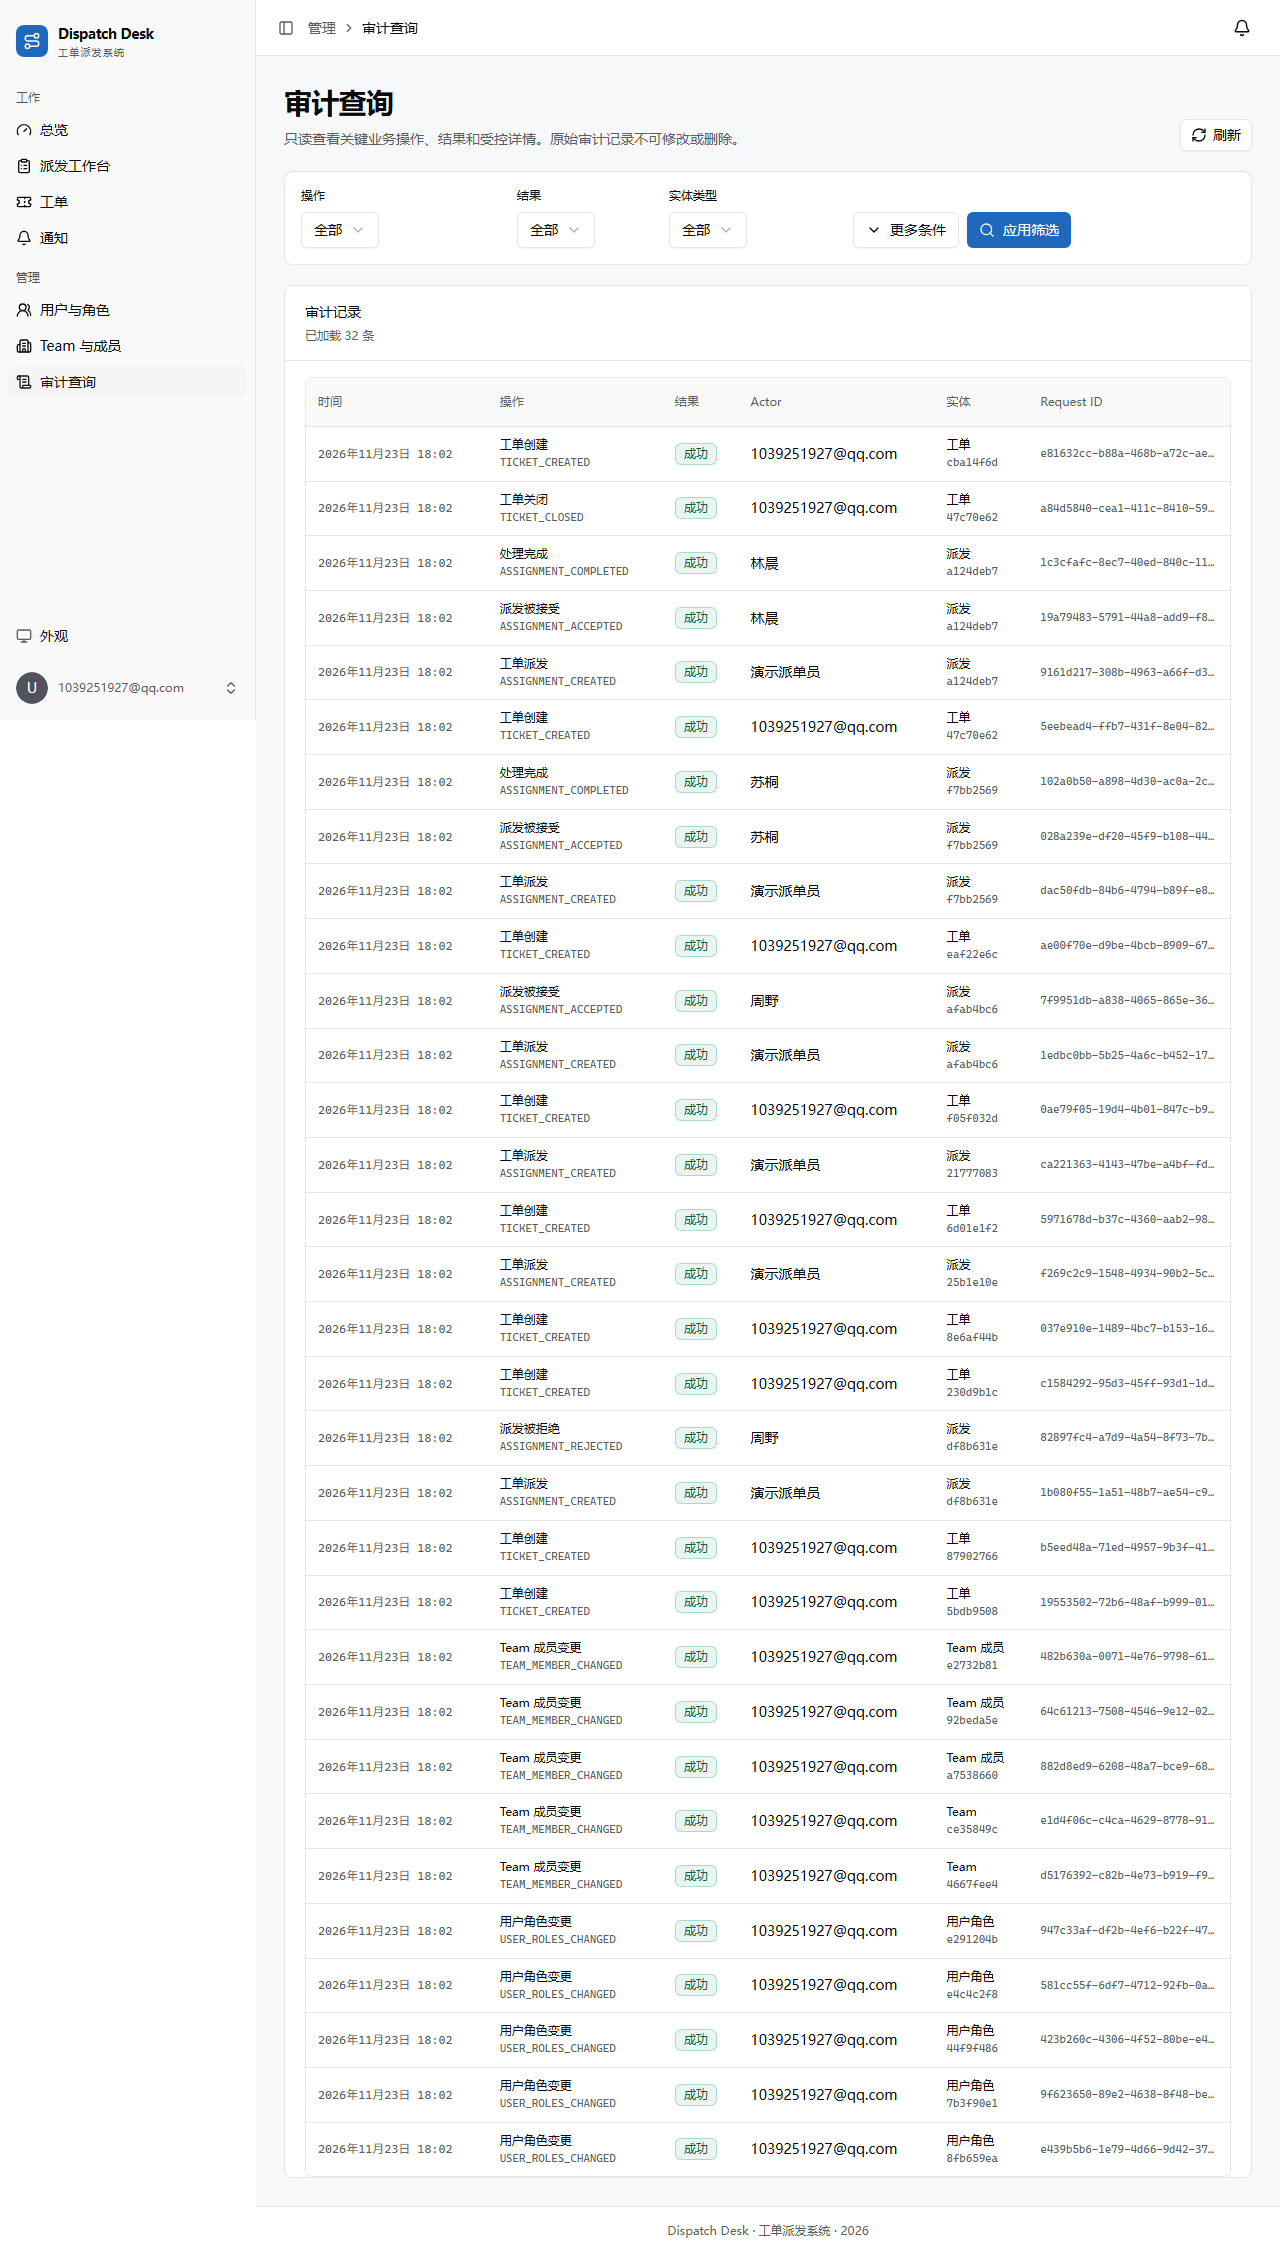 Dispatch Desk
工单派发系统
工作
总览
派发工作台
工单
通知
管理
用户与角色
Team 与成员
审计查询
外观
U
1039251927@qq.com
管理 > 审计查询
审计查询
只读查看关键业务操作、结果和受控详情。原始审计记录不可修改或删除。
刷新
操作 结果 实体类型
全部 全部 全部 更多条件 应用筛选
审计记录
已加载 32 条
时间 操作 结果 Actor 实体 Request ID
2026年11月23日 18:02 工单创建 TICKET_CREATED 成功 1039251927@qq.com 工单 cba14f6d e81632cc-b88a-468b-a72c-ae…
2026年11月23日 18:02 工单关闭 TICKET_CLOSED 成功 1039251927@qq.com 工单 47c70e62 a84d5840-cea1-411c-8410-59…
2026年11月23日 18:02 处理完成 ASSIGNMENT_COMPLETED 成功 林晨 派发 a124deb7 1c3cfafc-8ec7-40ed-840c-11…
2026年11月23日 18:02 派发被接受 ASSIGNMENT_ACCEPTED 成功 林晨 派发 a124deb7 19a79483-5791-44a8-add9-f8…
2026年11月23日 18:02 工单派发 ASSIGNMENT_CREATED 成功 演示派单员 派发 a124deb7 9161d217-308b-4963-a66f-d3…
2026年11月23日 18:02 工单创建 TICKET_CREATED 成功 1039251927@qq.com 工单 47c70e62 5eebead4-ffb7-431f-8e04-82…
2026年11月23日 18:02 处理完成 ASSIGNMENT_COMPLETED 成功 苏桐 派发 f7bb2569 102a0b50-a898-4d30-ac0a-2c…
2026年11月23日 18:02 派发被接受 ASSIGNMENT_ACCEPTED 成功 苏桐 派发 f7bb2569 028a239e-df20-45f9-b108-44…
2026年11月23日 18:02 工单派发 ASSIGNMENT_CREATED 成功 演示派单员 派发 f7bb2569 dac50fdb-84b6-4794-b89f-e8…
2026年11月23日 18:02 工单创建 TICKET_CREATED 成功 1039251927@qq.com 工单 eaf22e6c ae00f70e-d9be-4bcb-8909-67…
2026年11月23日 18:02 派发被接受 ASSIGNMENT_ACCEPTED 成功 周野 派发 afab4bc6 7f9951db-a838-4065-865e-36…
2026年11月23日 18:02 工单派发 ASSIGNMENT_CREATED 成功 演示派单员 派发 afab4bc6 1edbc0bb-5b25-4a6c-b452-17…
2026年11月23日 18:02 工单创建 TICKET_CREATED 成功 1039251927@qq.com 工单 f05f032d 0ae79f05-19d4-4b01-847c-b9…
2026年11月23日 18:02 工单派发 ASSIGNMENT_CREATED 成功 演示派单员 派发 21777083 ca221363-4143-47be-a4bf-fd…
2026年11月23日 18:02 工单创建 TICKET_CREATED 成功 1039251927@qq.com 工单 6d01e1f2 5971678d-b37c-4360-aab2-98…
2026年11月23日 18:02 工单派发 ASSIGNMENT_CREATED 成功 演示派单员 派发 25b1e10e f269c2c9-1548-4934-90b2-5c…
2026年11月23日 18:02 工单创建 TICKET_CREATED 成功 1039251927@qq.com 工单 8e6af44b 037e910e-1489-4bc7-b153-16…
2026年11月23日 18:02 工单创建 TICKET_CREATED 成功 1039251927@qq.com 工单 230d9b1c c1584292-95d3-45ff-93d1-1d…
2026年11月23日 18:02 派发被拒绝 ASSIGNMENT_REJECTED 成功 周野 派发 df8b631e 82897fc4-a7d9-4a54-8f73-7b…
2026年11月23日 18:02 工单派发 ASSIGNMENT_CREATED 成功 演示派单员 派发 df8b631e 1b080f55-1a51-48b7-ae54-c9…
2026年11月23日 18:02 工单创建 TICKET_CREATED 成功 1039251927@qq.com 工单 87902766 b5eed48a-71ed-4957-9b3f-41…
2026年11月23日 18:02 工单创建 TICKET_CREATED 成功 1039251927@qq.com 工单 5bdb9508 19553502-72b6-48af-b999-01…
2026年11月23日 18:02 Team 成员变更 TEAM_MEMBER_CHANGED 成功 1039251927@qq.com Team 成员 e2732b81 482b630a-0071-4e76-9798-61…
2026年11月23日 18:02 Team 成员变更 TEAM_MEMBER_CHANGED 成功 1039251927@qq.com Team 成员 92beda5e 64c61213-7508-4546-9e12-02…
2026年11月23日 18:02 Team 成员变更 TEAM_MEMBER_CHANGED 成功 1039251927@qq.com Team 成员 a7538660 882d8ed9-6208-48a7-bce9-68…
2026年11月23日 18:02 Team 成员变更 TEAM_MEMBER_CHANGED 成功 1039251927@qq.com Team ce35849c e1d4f06c-c4ca-4629-8778-91…
2026年11月23日 18:02 Team 成员变更 TEAM_MEMBER_CHANGED 成功 1039251927@qq.com Team 4667fee4 d5176392-c82b-4e73-b919-f9…
2026年11月23日 18:02 用户角色变更 USER_ROLES_CHANGED 成功 1039251927@qq.com 用户角色 e291204b 947c33af-df2b-4ef6-b22f-47…
2026年11月23日 18:02 用户角色变更 USER_ROLES_CHANGED 成功 1039251927@qq.com 用户角色 e4c4c2f8 581cc55f-6df7-4712-92fb-0a…
2026年11月23日 18:02 用户角色变更 USER_ROLES_CHANGED 成功 1039251927@qq.com 用户角色 44f9f486 423b260c-4306-4f52-80be-e4…
2026年11月23日 18:02 用户角色变更 USER_ROLES_CHANGED 成功 1039251927@qq.com 用户角色 7b3f90e1 9f623650-89e2-4638-8f48-be…
2026年11月23日 18:02 用户角色变更 USER_ROLES_CHANGED 成功 1039251927@qq.com 用户角色 8fb659ea e439b5b6-1e79-4d66-9d42-37…
Dispatch Desk · 工单派发系统 · 2026